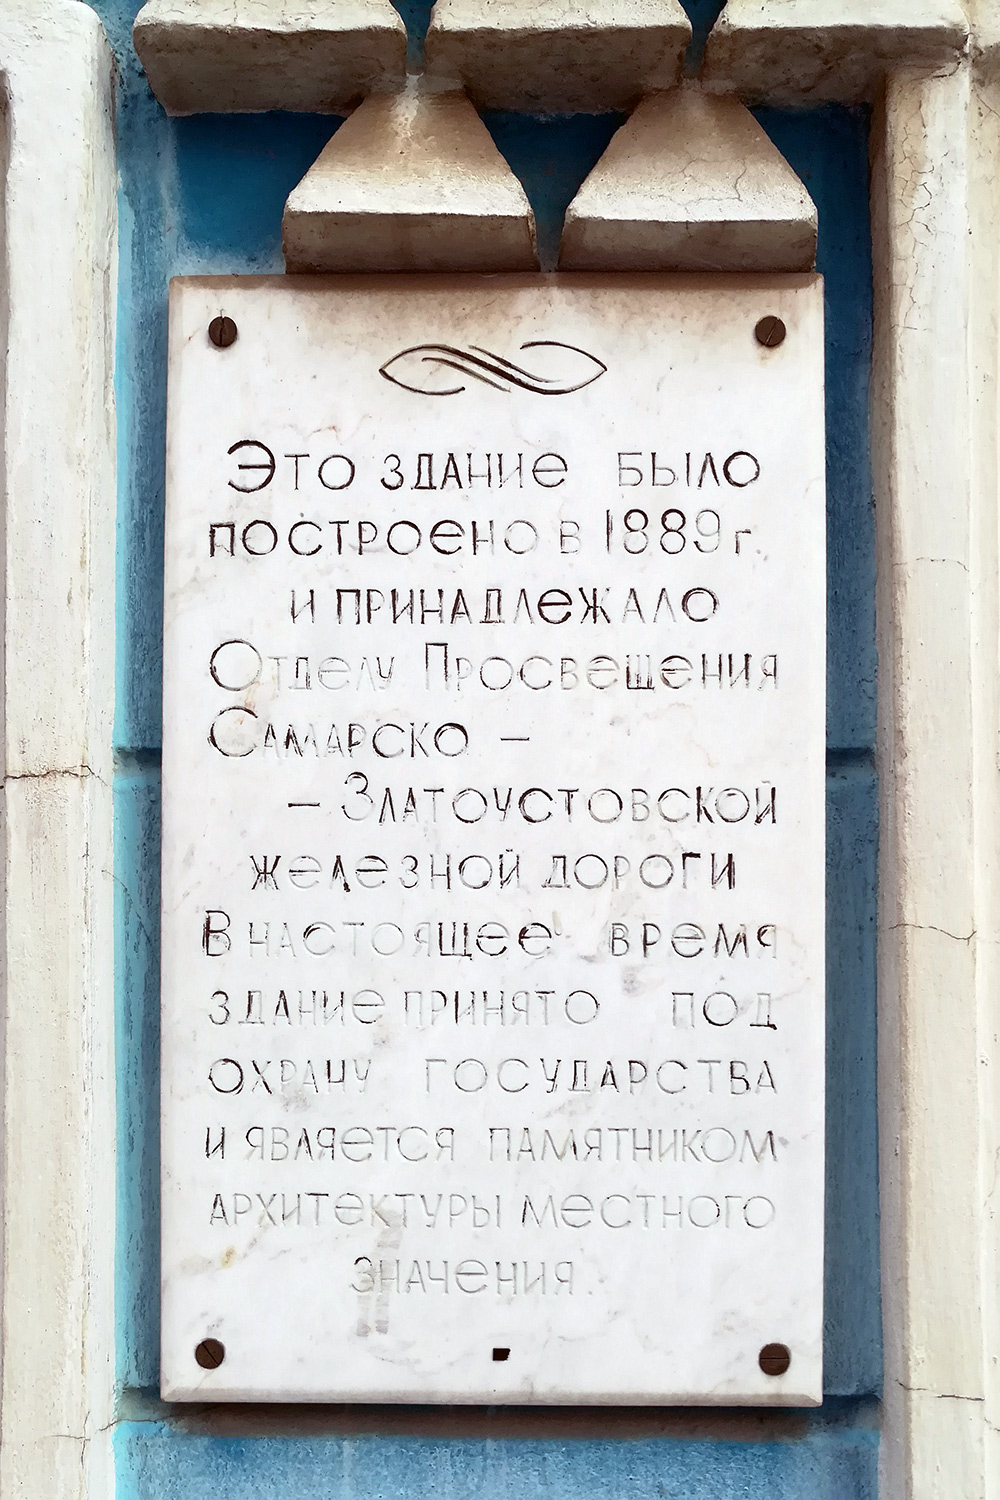 Это здание было
построено в 1889 г.
и принадлежало
Отделу Просвещения
Самарско –
– Златоустовской
железной дороги
В настоящее время
здание принято под
охрану государства
и является памятником
архитектуры местного
значения.